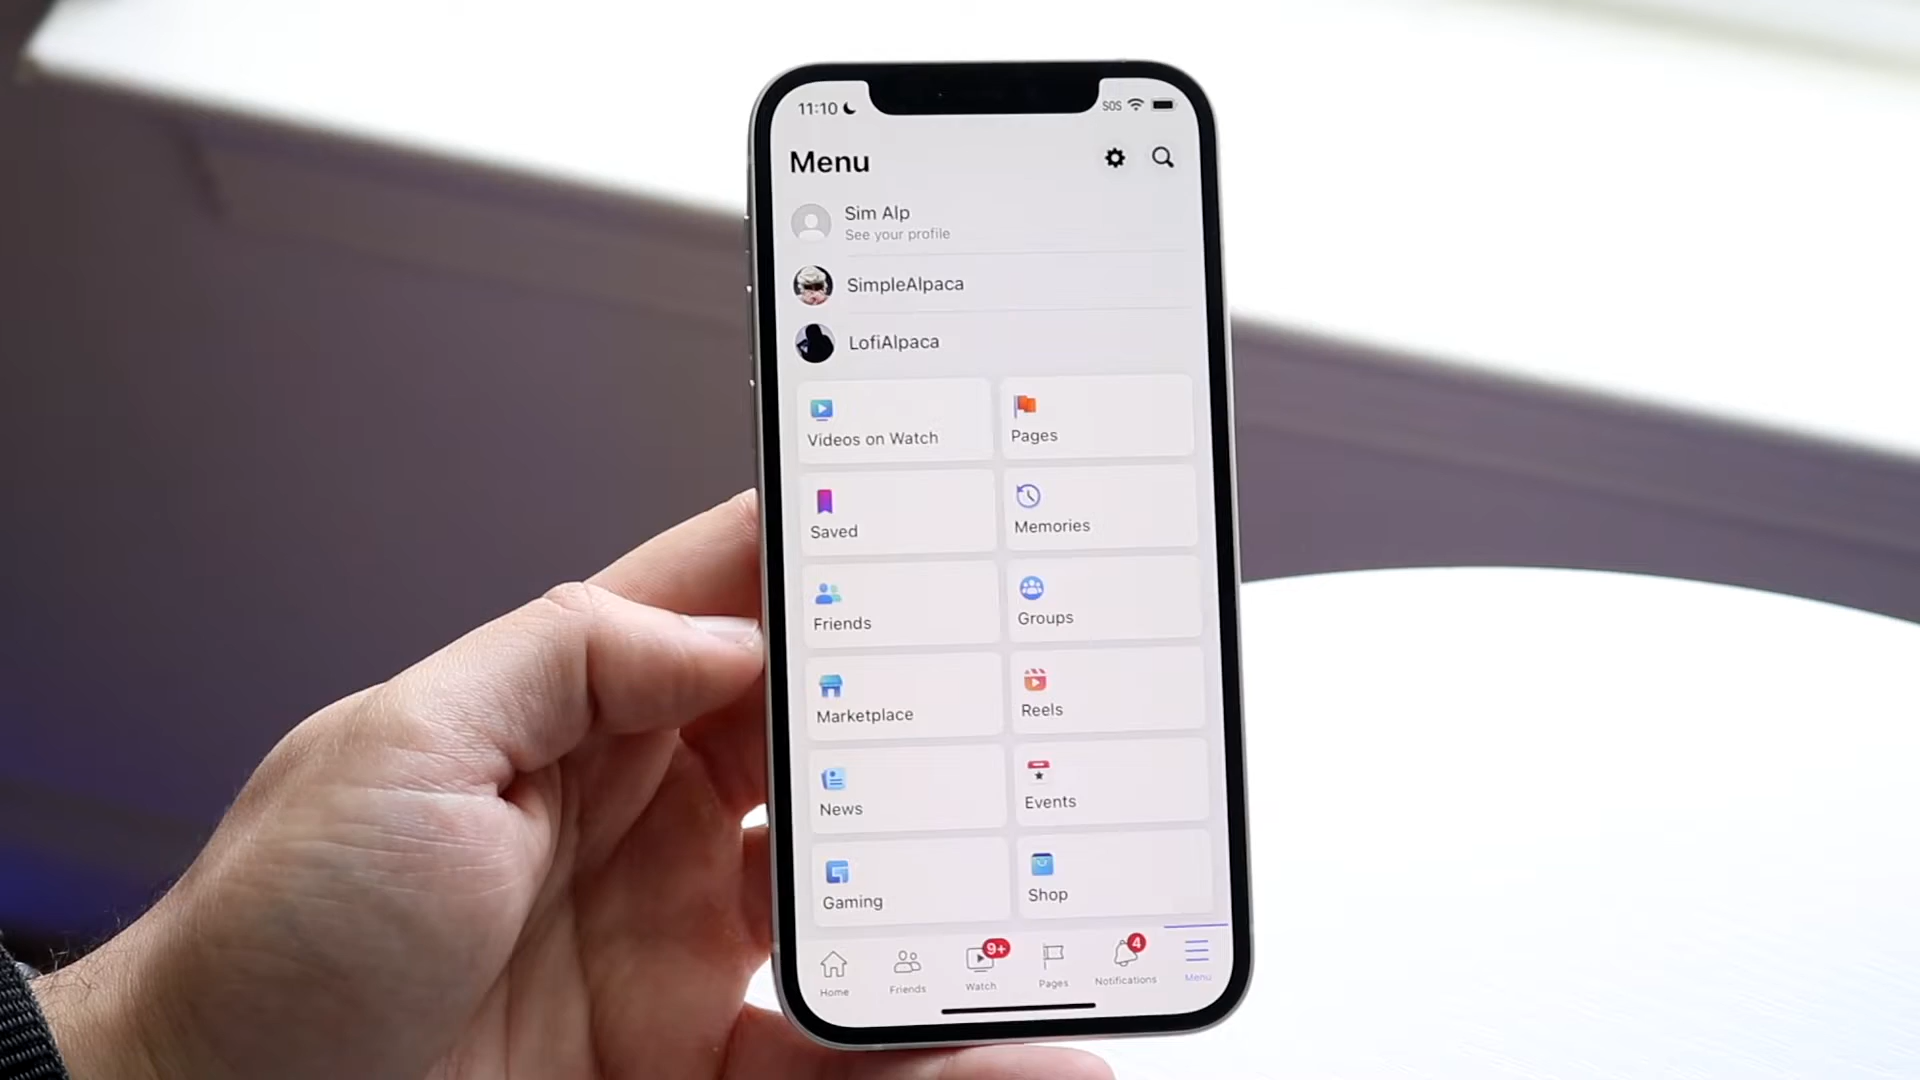 11:10
SOS
Menu
Sim Alp
See your profile
SimpleAlpaca
LofiAlpaca
Videos on Watch
Pages
Saved
Memories
Friends
Groups
Marketplace
Reels
News
Events
Gaming
Shop
9+
4
Home
Friends
Watch
Pages
Notifications
Menu